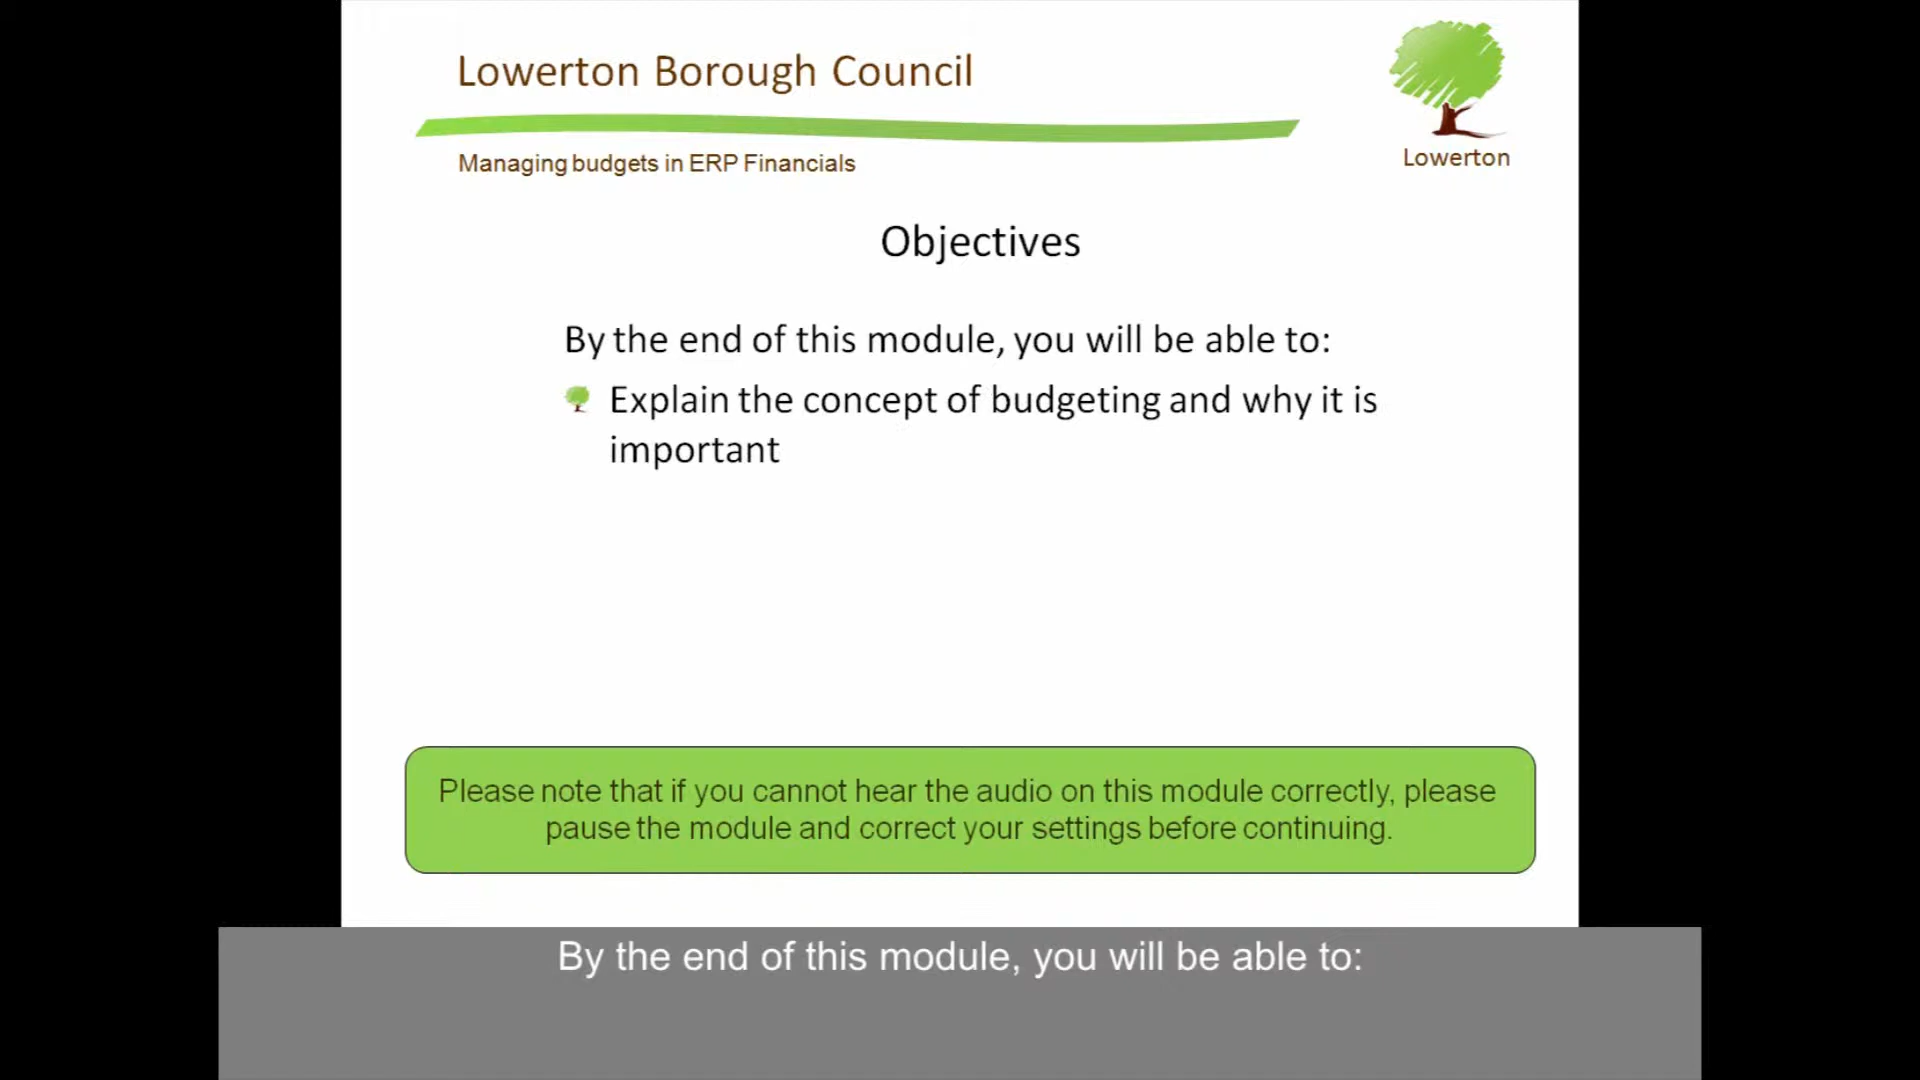 Lowerton Borough Council
Lowerton
Managing budgets in ERP Financials
Objectives
By the end of this module, you will be able to:
Explain the concept of budgeting and why it is
important
Please note that if you cannot hear the audio on this module correctly, please
pause the module and correct your settings before continuing.
By the end of this module, you will be able to: